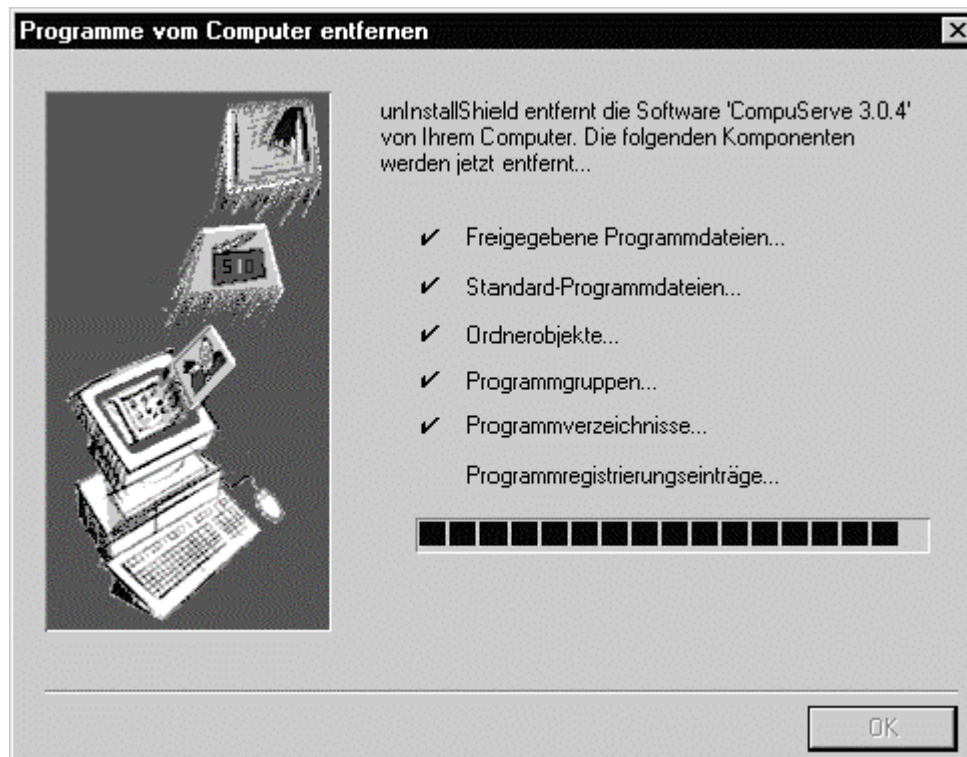 Programme vom Computer entfernen
unInstallShield entfernt die Software 'CompuServe 3.0.4'
von Ihrem Computer. Die folgenden Komponenten
werden jetzt entfernt...
Freigegebene Programmdateien...
Standard-Programmdateien...
Ordnerobjekte...
Programmgruppen...
Programmverzeichnisse...
Programmregistrierungseinträge...
OK